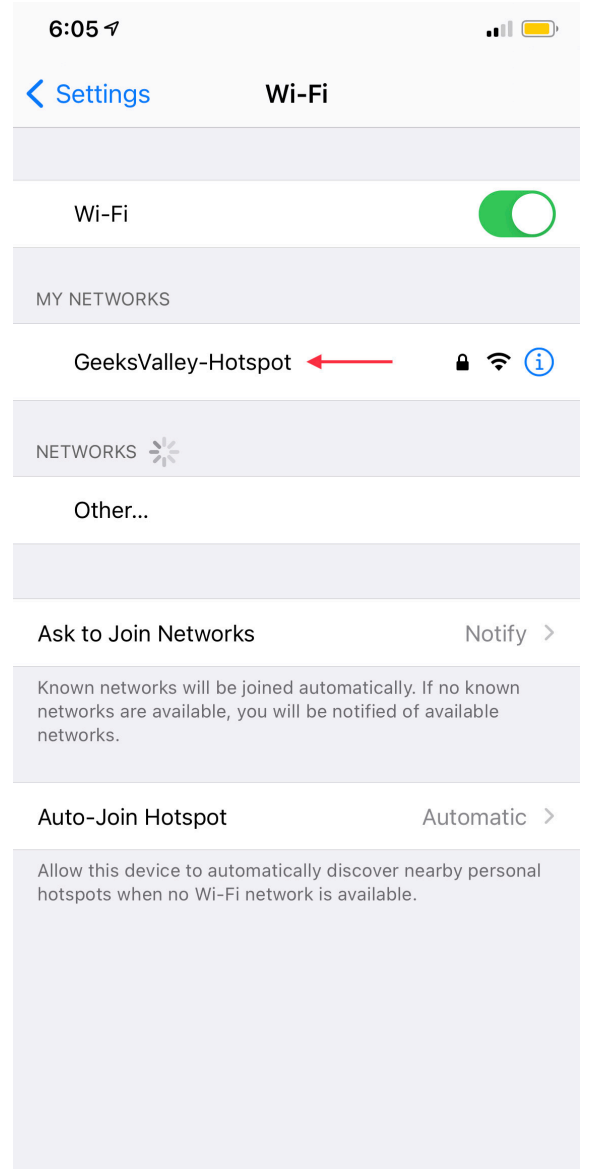 6:05
Settings
Wi-Fi
Wi-Fi
MY NETWORKS
GeeksValley-Hotspot
NETWORKS
Other...
Ask to Join Networks Notify
Known networks will be joined automatically. If no known
networks are available, you will be notified of available
networks.
Auto-Join Hotspot Automatic
Allow this device to automatically discover nearby personal
hotspots when no Wi-Fi network is available.